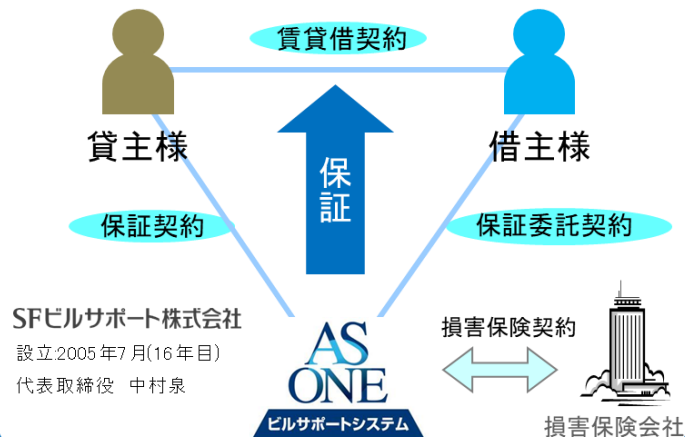 賃貸借契約
貸主様
借主様
保証
保証契約
保証委託契約
SFビルサポート株式会社
設立:2005年7月(16年目)
代表取締役 中村泉
AS
ONE
ビルサポートシステム
損害保険契約
損害保険会社